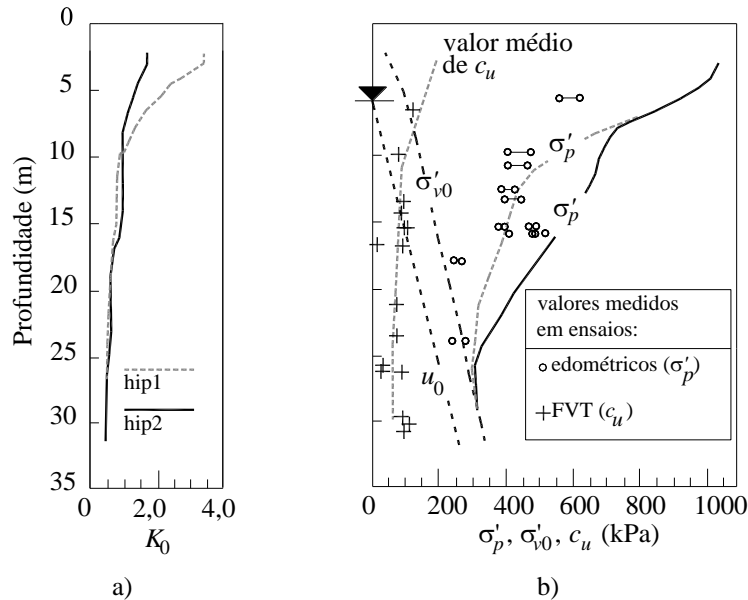 0
5
10
15
20
25
30
35
Profundidade (m)
hip1
hip2
0
2,0
4,0
K0
a)
valor médio
de cu
σ'p
σ'v0
σ'p
u0
valores medidos
em ensaios:
edométricos (σ'p)
FVT (cu)
0
200
400
600
800
1000
σ'p, σ'v0, cu (kPa)
b)